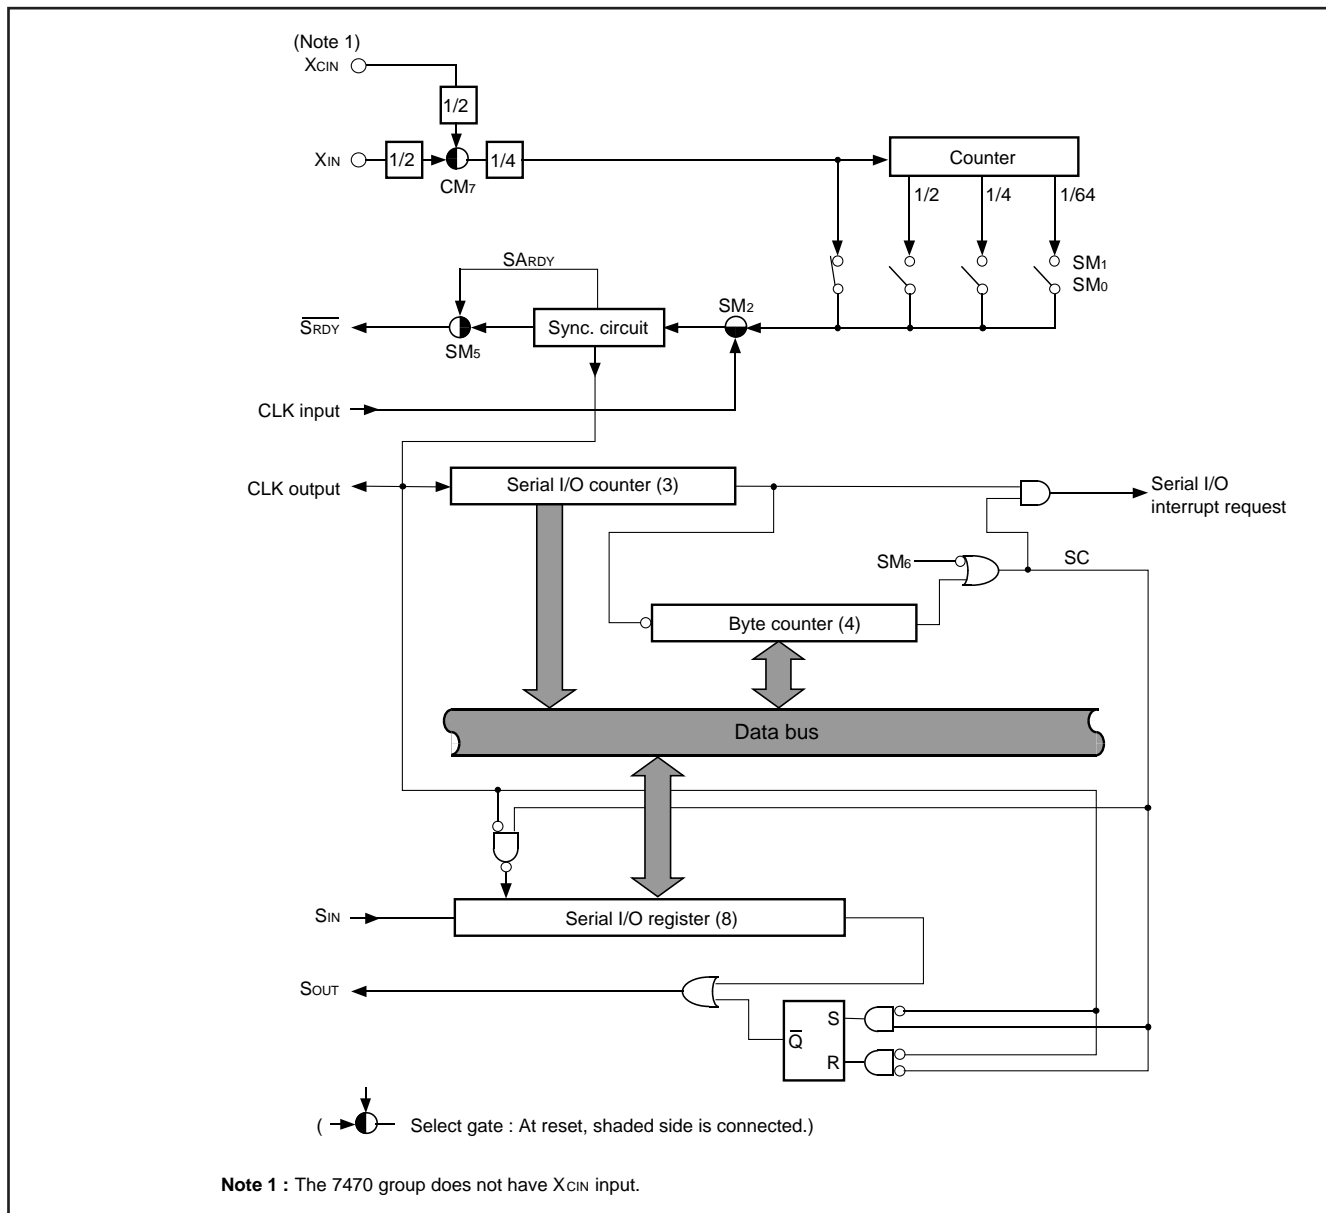 (Note 1)
XCIN
1/2
XIN
1/2
1/4
CM7
Counter
1/2
1/4
1/64
SM1
SM0
SARDY
SM2
SRDY
Sync. circuit
SM5
CLK input
CLK output
Serial I/O counter (3)
Serial I/O
interrupt request
SM6
SC
Byte counter (4)
Data bus
SIN
Serial I/O register (8)
SOUT
S
Q
R
( Select gate : At reset, shaded side is connected.)
Note 1 : The 7470 group does not have XCIN input.